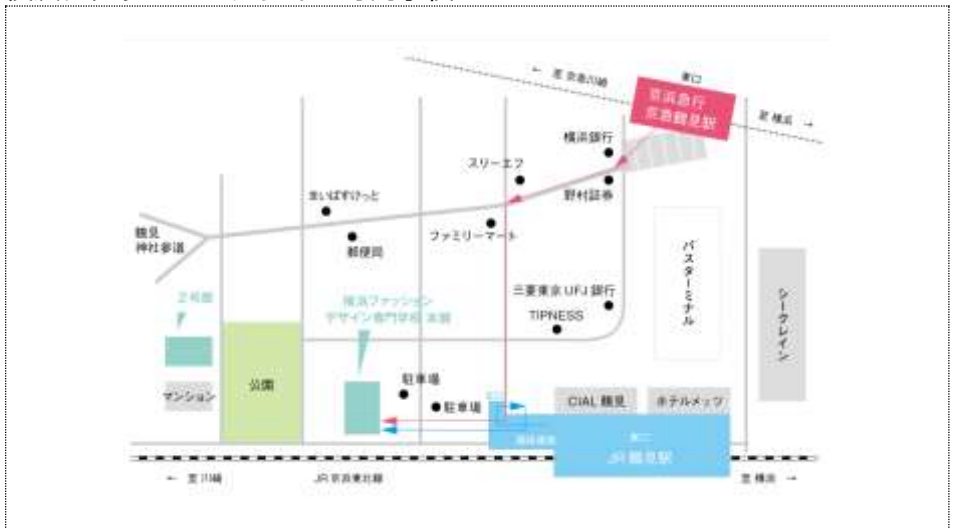 ← 至 京急川崎
東口
京浜急行
京急鶴見駅
至 横浜 →
横浜銀行
スリーエフ
野村証券
まいばすけっと
ファミリーマート
郵便局
鶴見
神社参道
バスターミナル
シークレイン
三菱東京 UFJ 銀行
TIPNESS
2号館
横浜ファッション
デザイン専門学校 本館
公園
マンション
駐車場
駐車場
CIAL 鶴見
ホテルメッツ
東口
JR 鶴見駅
← 至 川崎
JR 京浜東北線
至 横浜 →